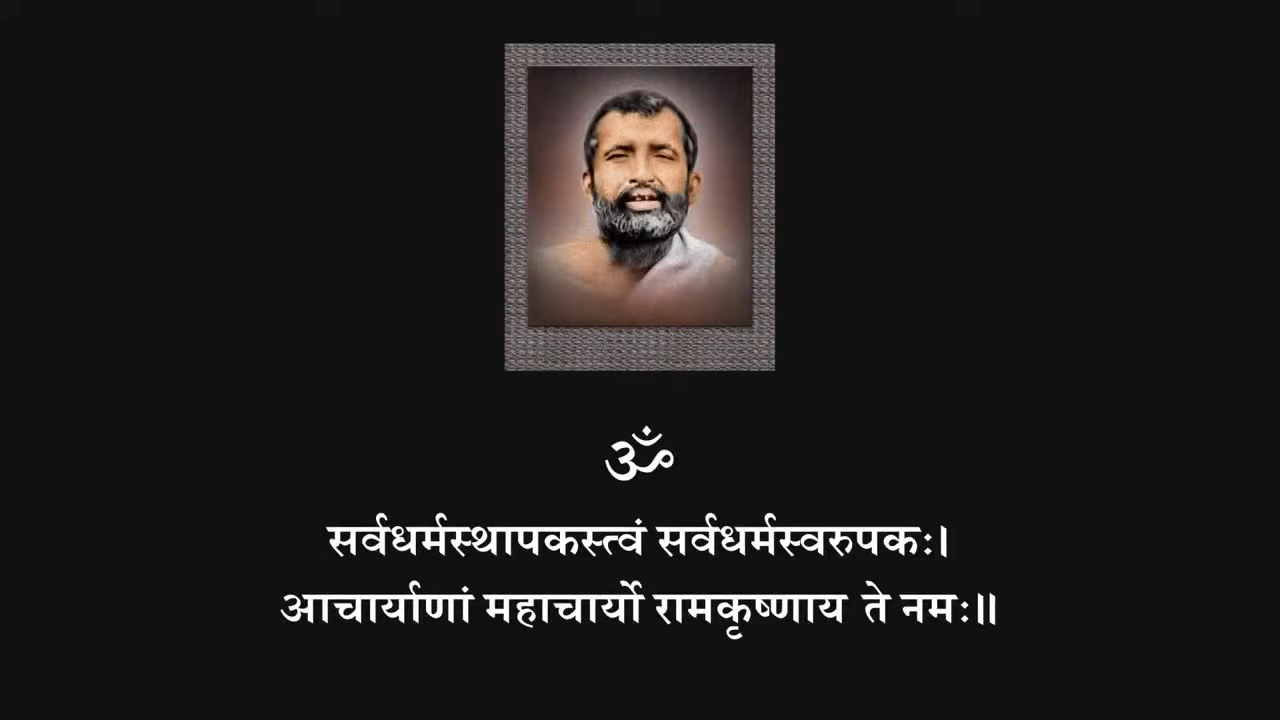 ॐ
सर्वधर्मस्थापकस्त्वं सर्वधर्मस्वरुपकः।
आचार्याणां महाचार्यो रामकृष्णाय ते नमः॥